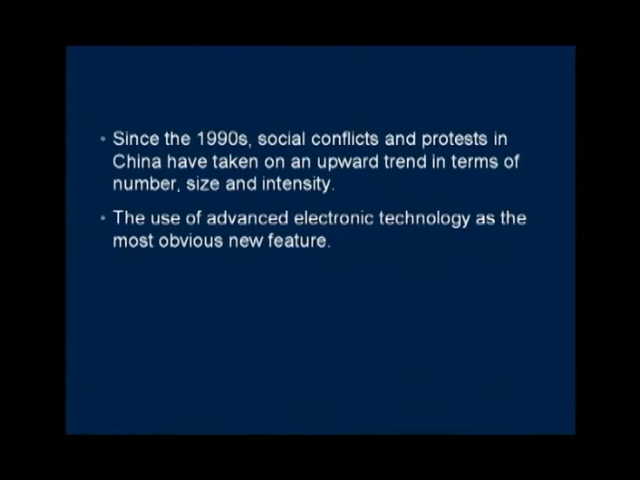 • Since the 1990s, social conflicts and protests in
China have taken on an upward trend in terms of
number, size and intensity.
• The use of advanced electronic technology as the
most obvious new feature.